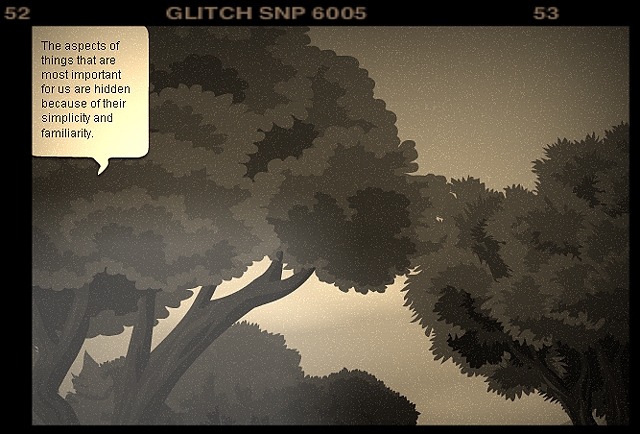 52 GLITCH SNP 6005 53
The aspects of
things that are
most important
for us are hidden
because of their
simplicity and
familiarity.